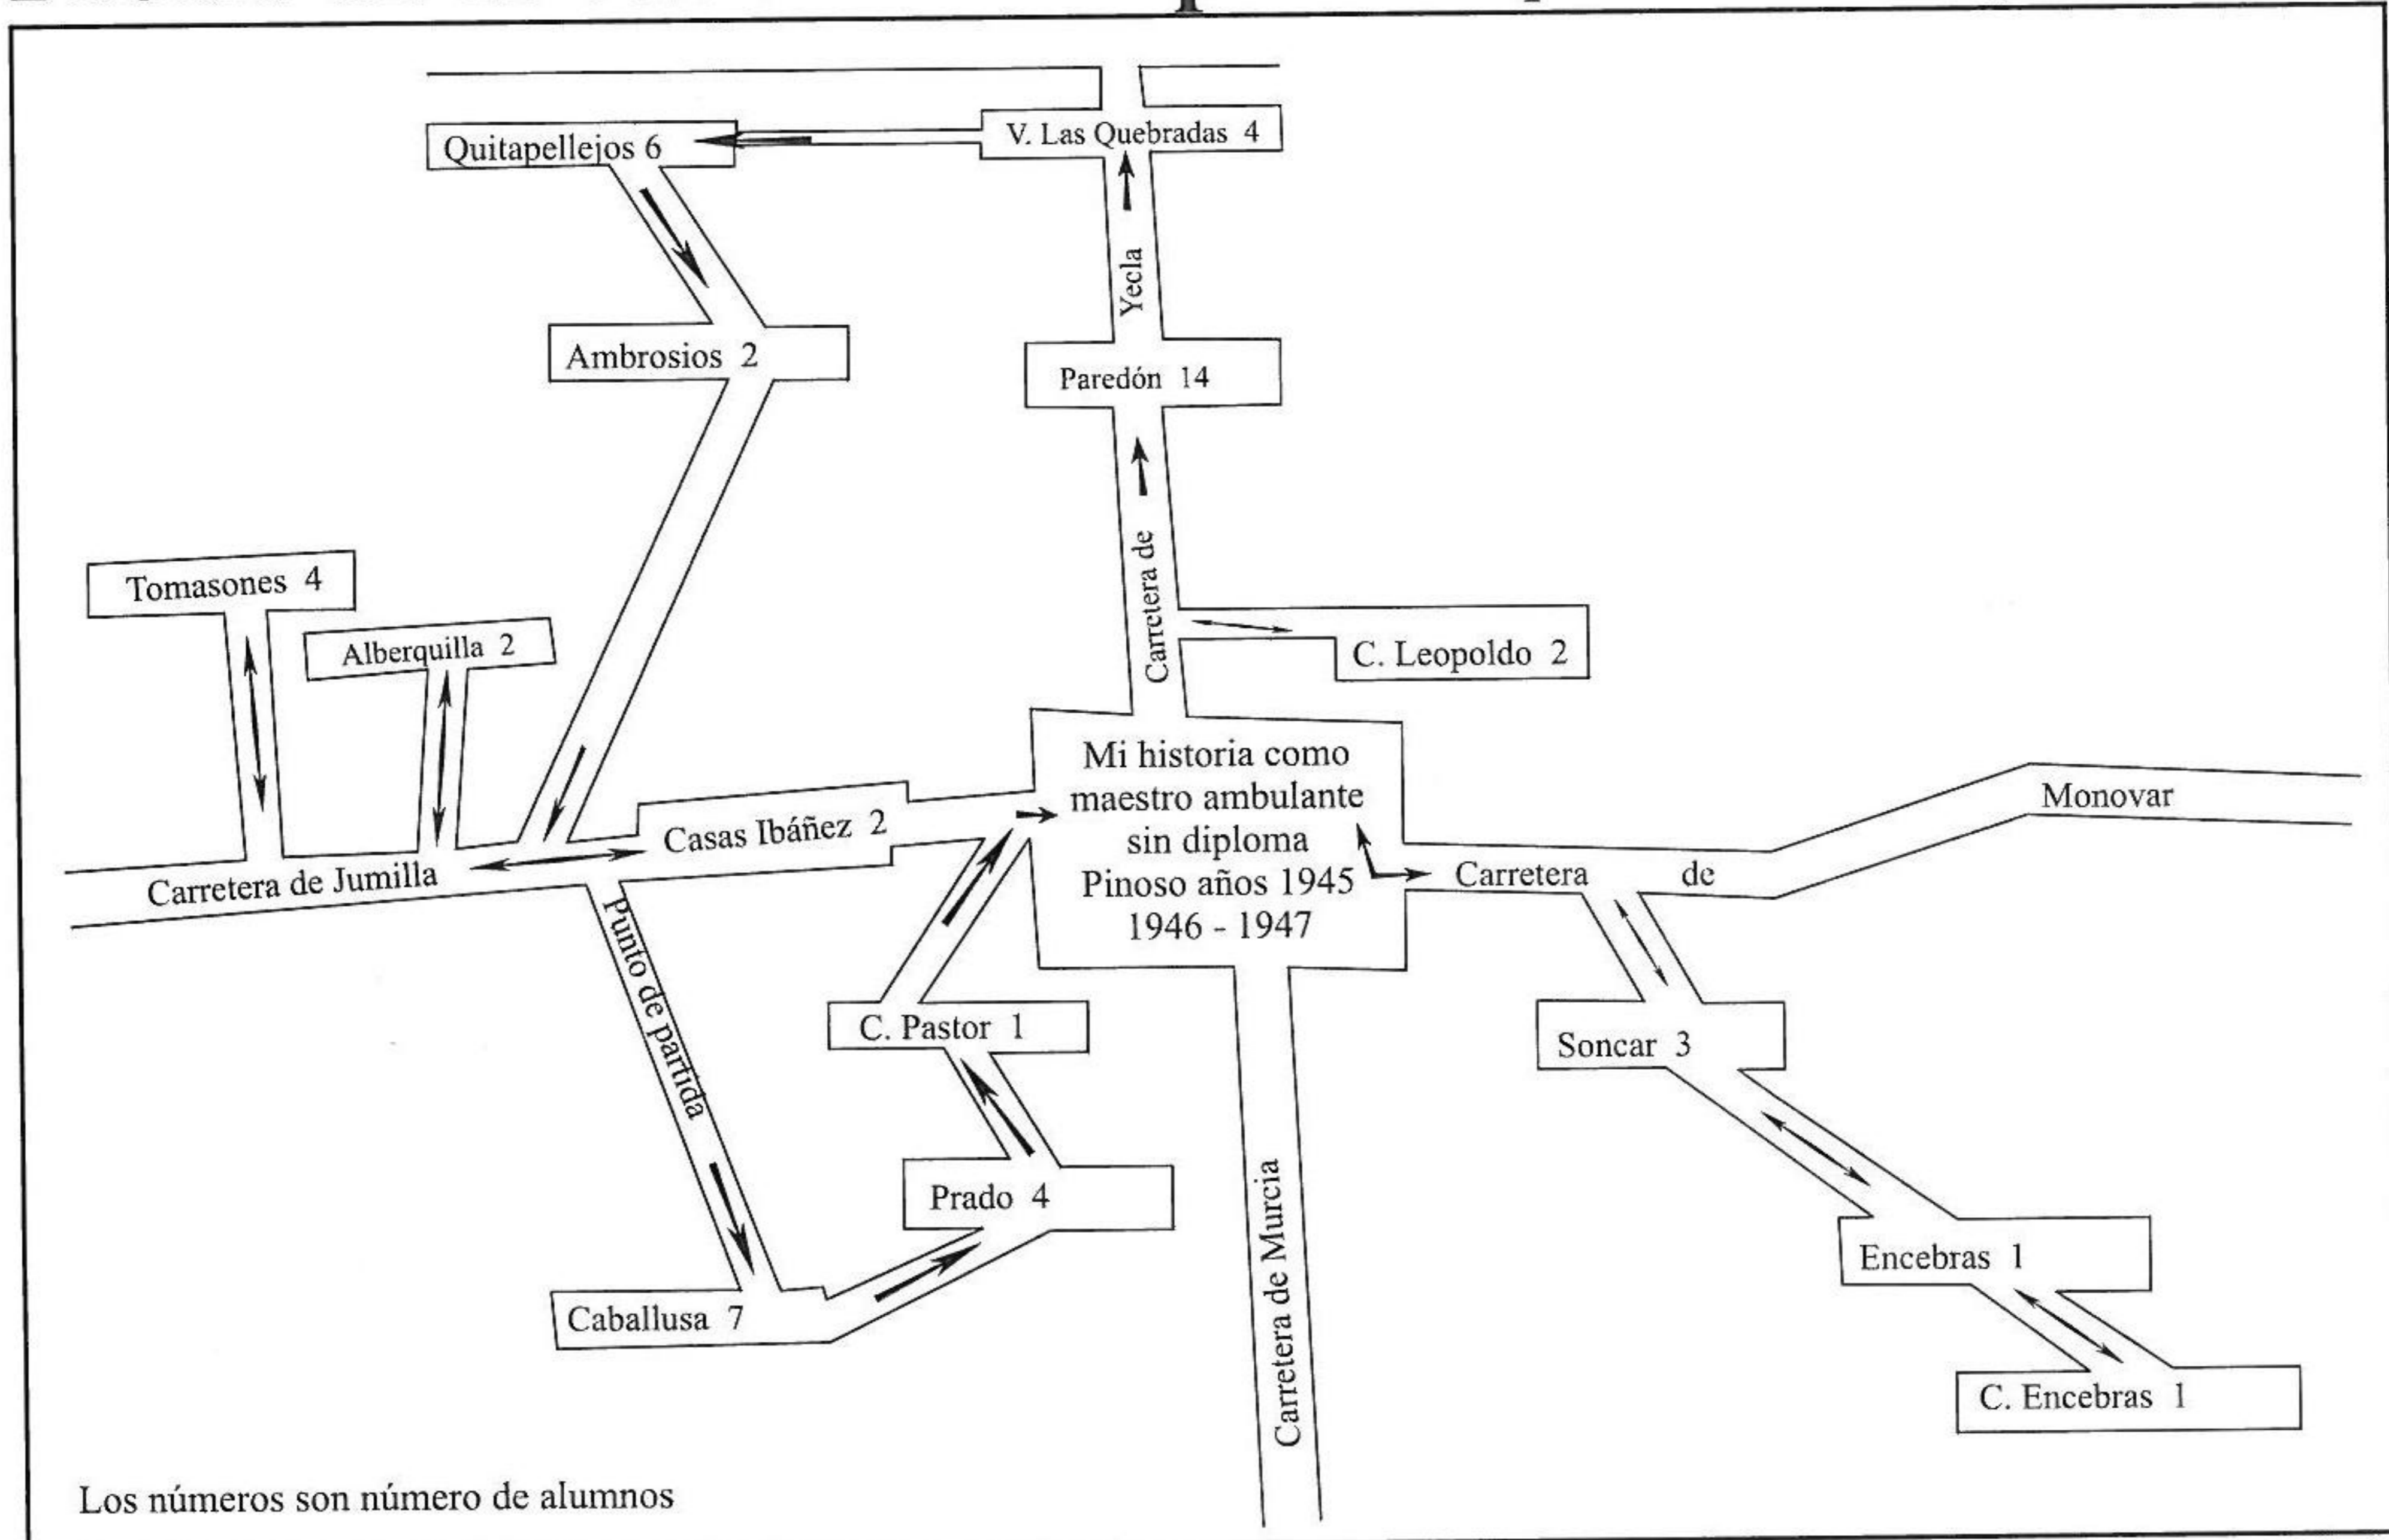 V. Las Quebradas 4
Quitapellejos 6
Yecla
Ambrosios 2
Paredón 14
Carretera de
Tomasones 4
Alberquilla 2
C. Leopoldo 2
Mi historia como
maestro ambulante
sin diploma
Pinoso años 1945
1946 - 1947
Casas Ibáñez 2
Carretera de Jumilla
Carretera de
Monovar
Punto de partida
C. Pastor 1
Soncar 3
Prado 4
Carretera de Murcia
Encebras 1
Caballusa 7
C. Encebras 1
Los números son número de alumnos